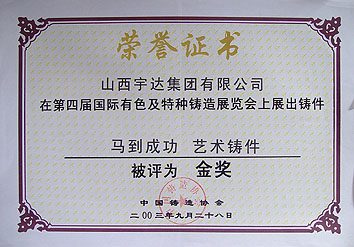 荣誉证书
山西宇达集团有限公司
在第四届国际有色及特种铸造展览会上展出铸件
马到成功 艺术铸件
被评为 金奖
中国铸造协会
二00三年九月二十八日